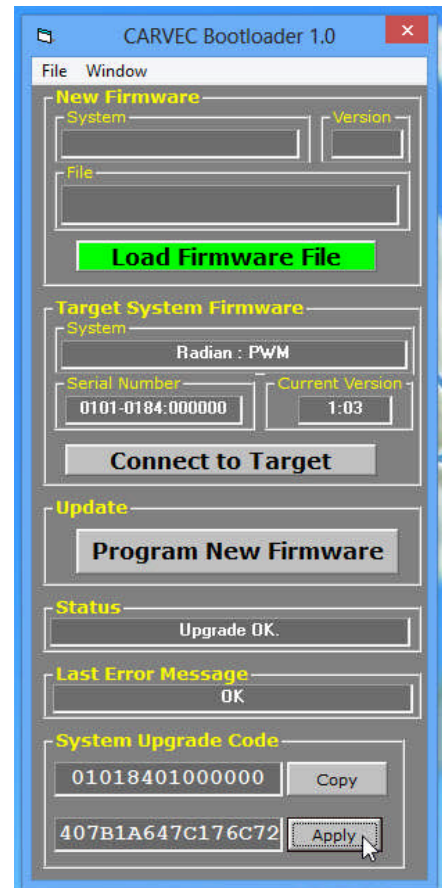 CARVEC Bootloader 1.0
File Window
New Firmware
System Version
File
Load Firmware File
Target System Firmware
System
Radian : PWM
Serial Number Current Version
0101-0184:000000 1:03
Connect to Target
Update
Program New Firmware
Status
Upgrade OK.
Last Error Message
OK
System Upgrade Code
01018401000000 Copy
407B1A647C176C72 Apply